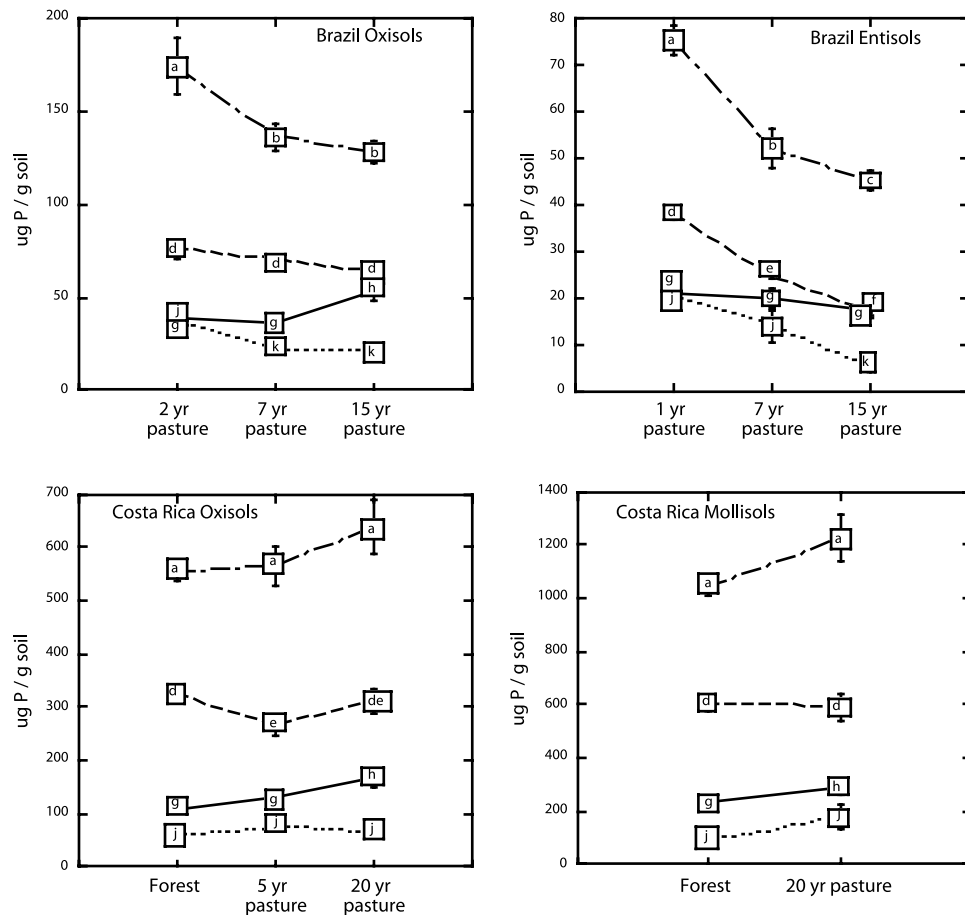 Brazil Oxisols
ug P / g soil
200
150
100
50
0
a
b
b
d
d
d
j
g
g
h
k
k
2 yr pasture
7 yr pasture
15 yr pasture
Brazil Entisols
ug P / g soil
80
70
60
50
40
30
20
10
0
a
b
c
d
e
f
g
g
g
j
j
k
1 yr pasture
7 yr pasture
15 yr pasture
Costa Rica Oxisols
ug P / g soil
700
600
500
400
300
200
100
0
a
a
a
d
e
de
g
g
h
j
j
j
Forest
5 yr pasture
20 yr pasture
Costa Rica Mollisols
ug P / g soil
1400
1200
1000
800
600
400
200
0
a
a
d
d
g
h
j
j
Forest
20 yr pasture